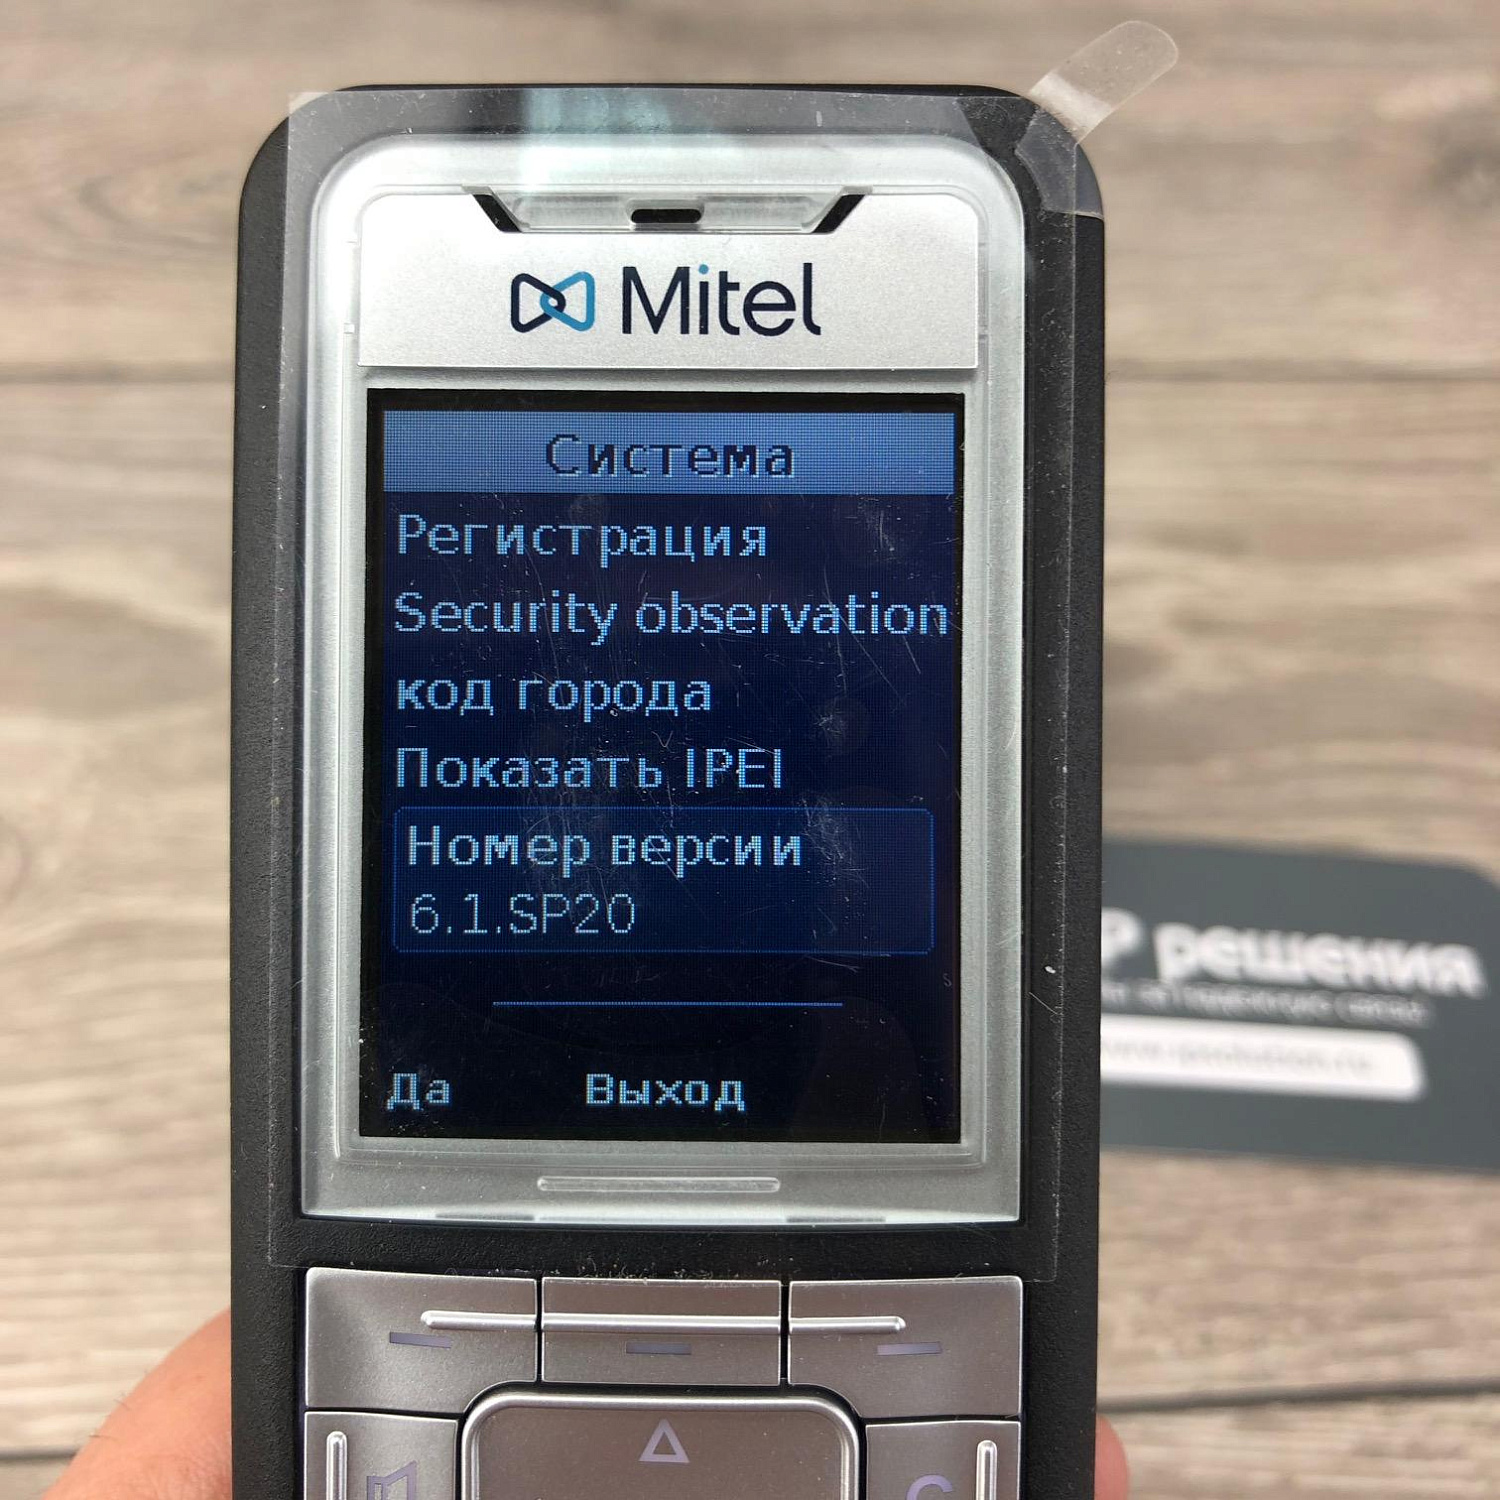 Mitel
Система
Регистрация
Security observation
код города
Показать IPEI
Номер версии
6.1.SP20
Да Выход
P решения